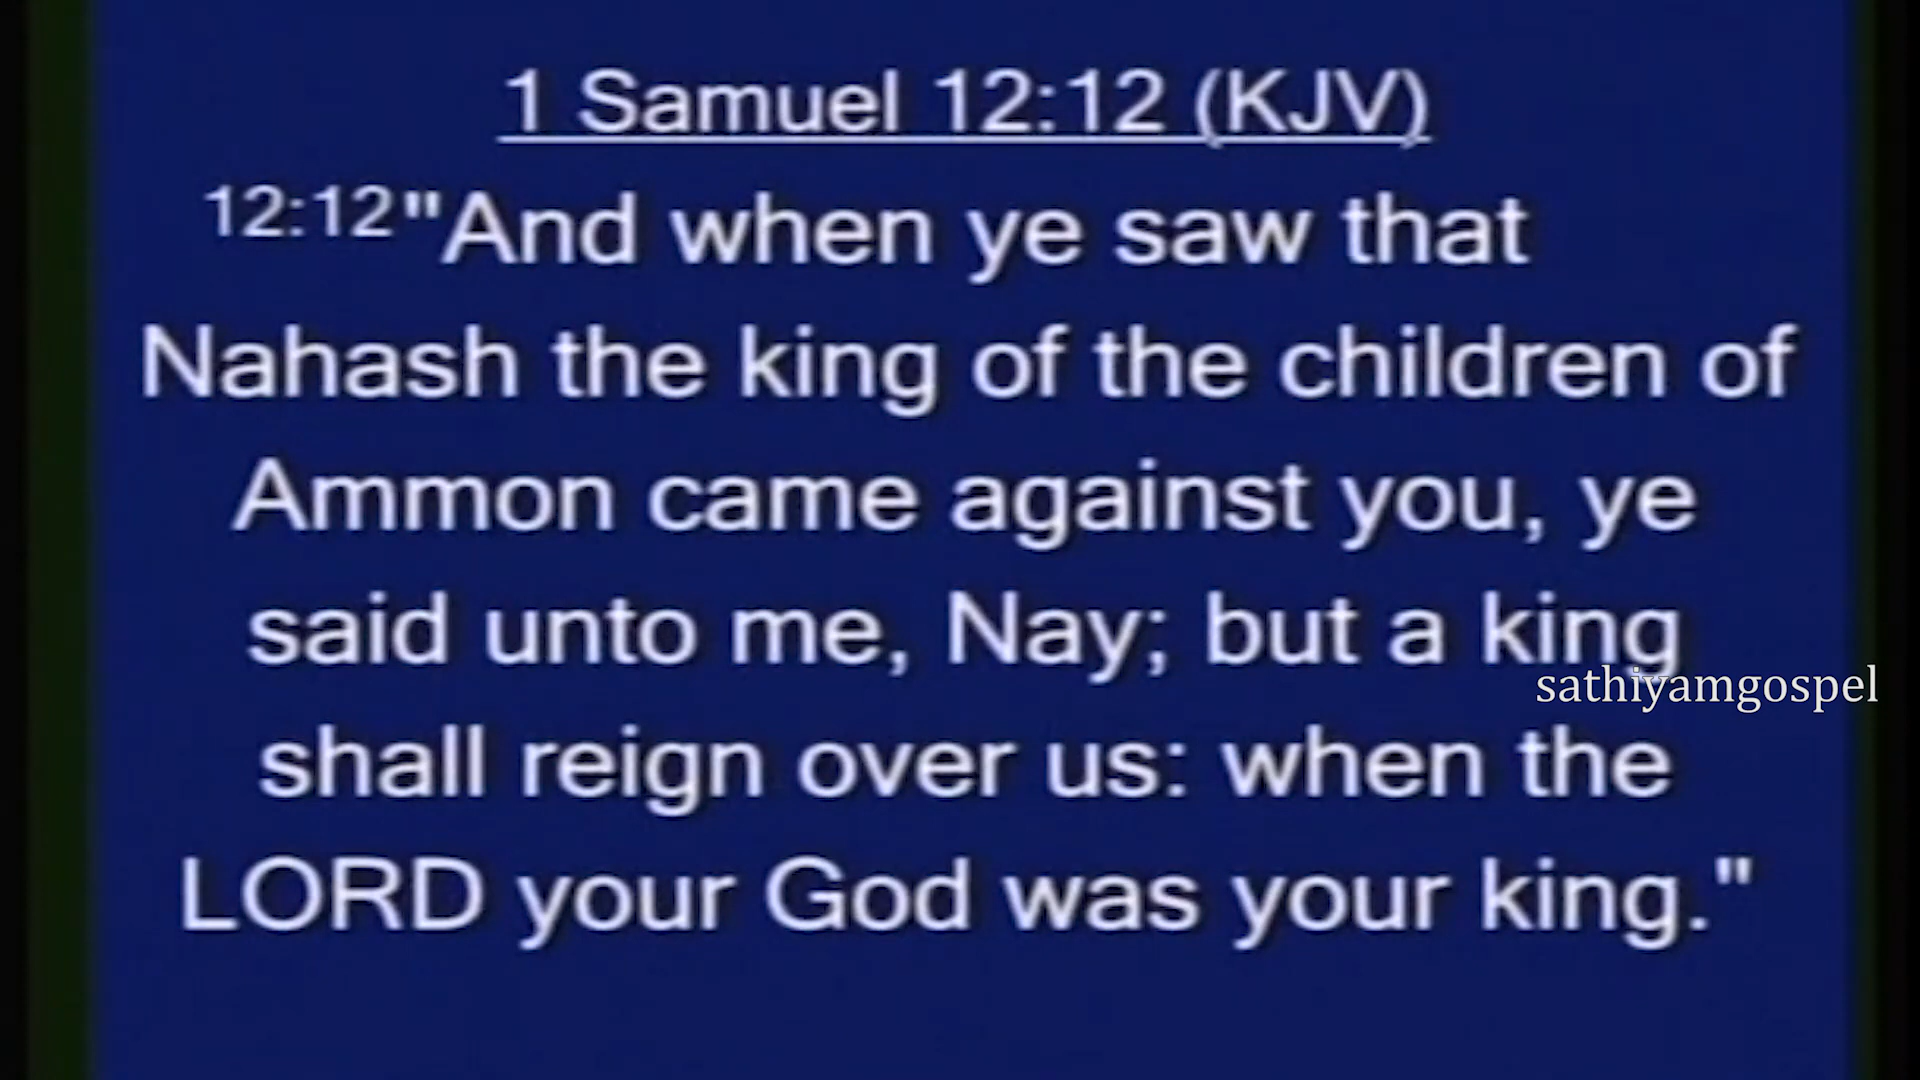 1 Samuel 12:12 (KJV)
12:12"And when ye saw that
Nahash the king of the children of
Ammon came against you, ye
said unto me, Nay; but a king
sathiyamgospel
shall reign over us: when the
LORD your God was your king."